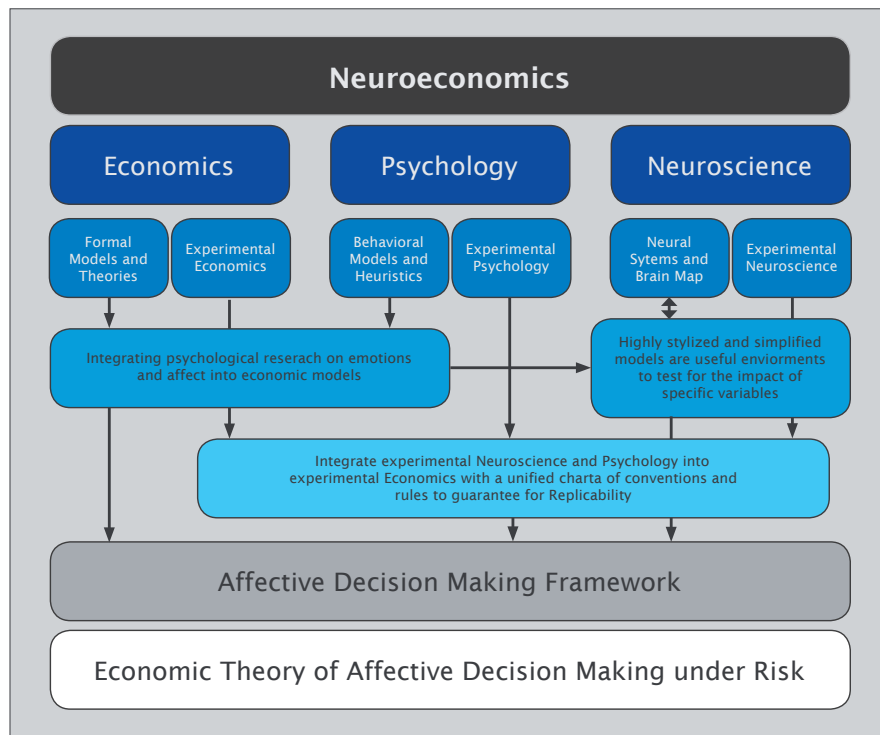 Neuroeconomics
Economics
Psychology
Neuroscience
Formal
Models and
Theories
Experimental
Economics
Behavioral
Models and
Heuristics
Experimental
Psychology
Neural
Sytems and
Brain Map
Experimental
Neuroscience
Integrating psychological reserach on emotions
and affect into economic models
Highly stylized and simplified
models are useful enviorments
to test for the impact of
specific variables
Integrate experimental Neuroscience and Psychology into
experimental Economics with a unified charta of conventions and
rules to guarantee for Replicability
Affective Decision Making Framework
Economic Theory of Affective Decision Making under Risk